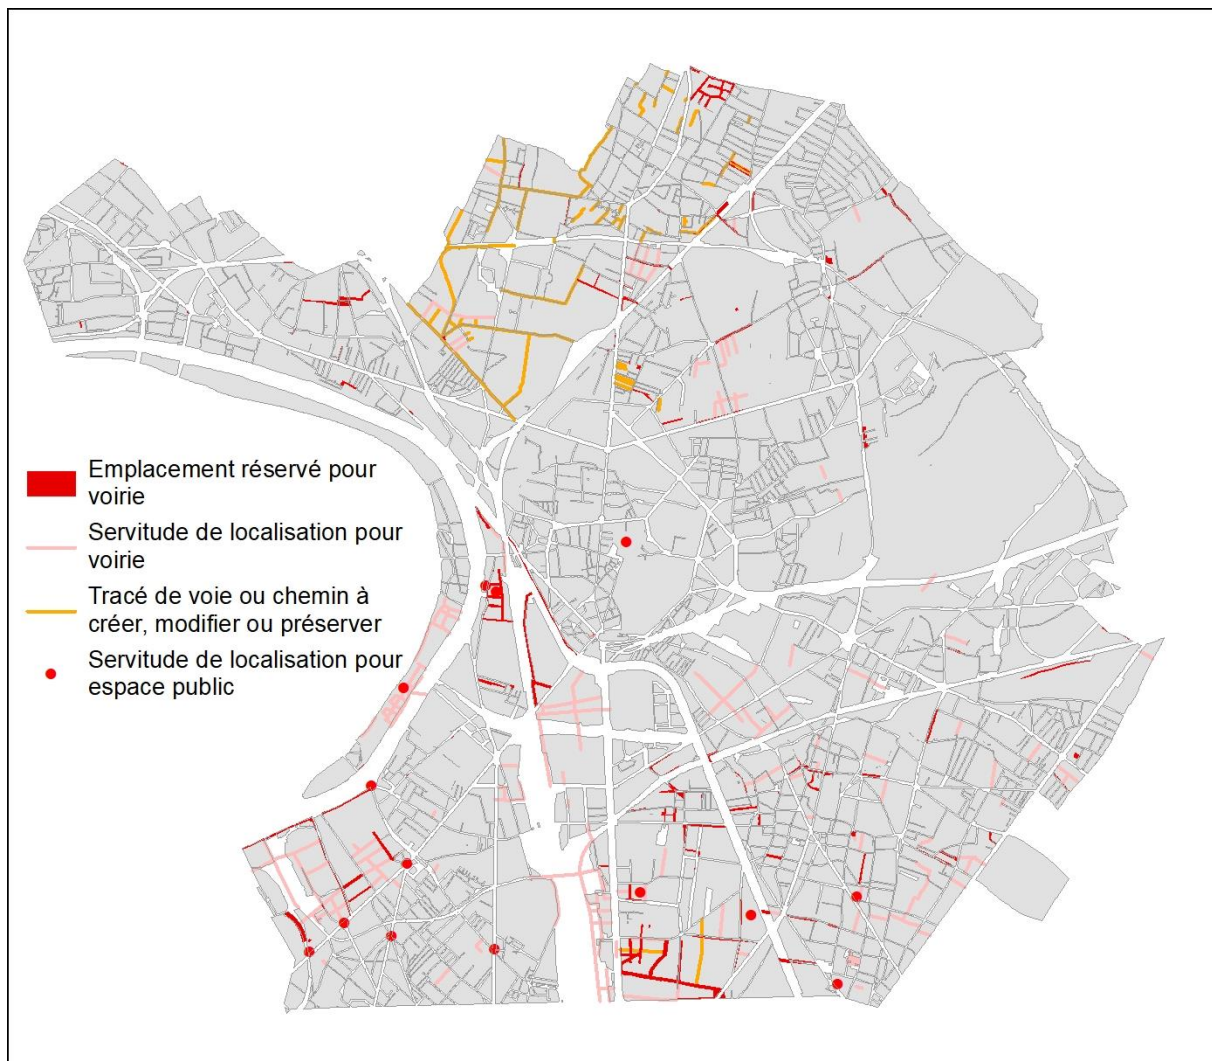 Emplacement réservé pour
voirie
Servitude de localisation pour
voirie
Tracé de voie ou chemin à
créer, modifier ou préserver
Servitude de localisation pour
espace public